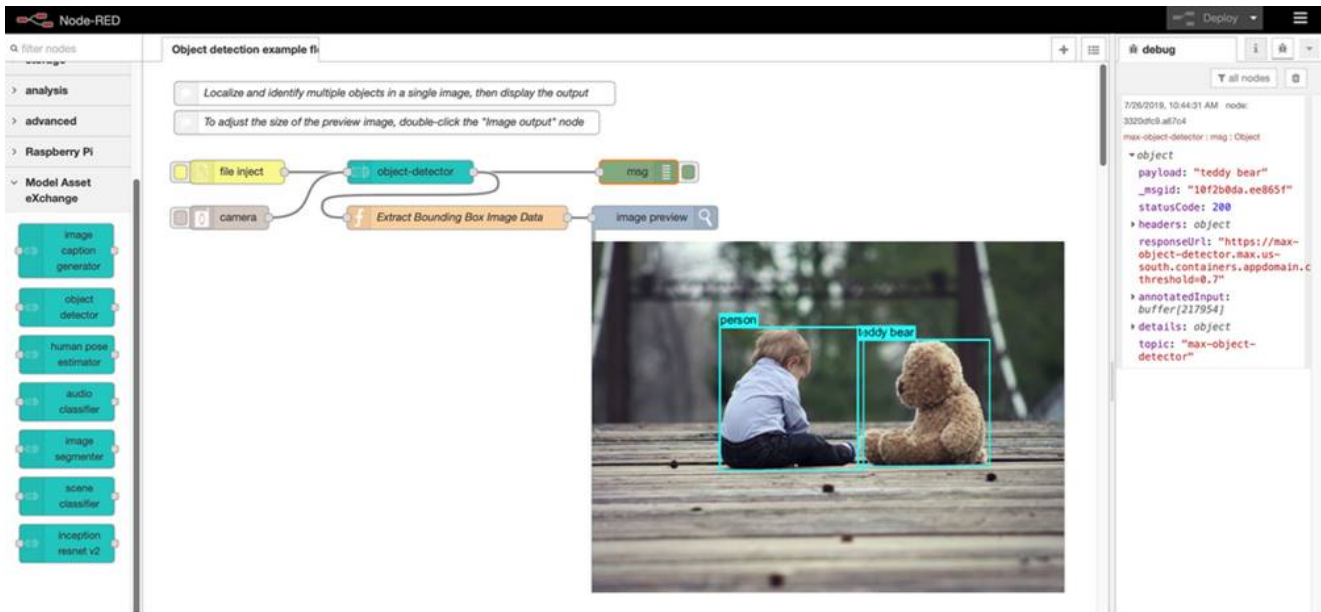 Node-RED
Deploy
filter nodes
Object detection example fl
debug
i
all nodes
storage
analysis
advanced
Raspberry Pi
Model Asset
eXchange
image
caption
generator
object
detector
human pose
estimator
audio
classifier
image
segmenter
scene
classifier
inception
resnet v2
Localize and identify multiple objects in a single image, then display the output
To adjust the size of the preview image, double-click the "Image output" node
file inject
object-detector
msg
camera
f
Extract Bounding Box Image Data
image preview
person
teddy bear
7/26/2019, 10:44:31 AM node:
3320dfc9.a67c4
max-object-detector : msg : Object
object
payload: "teddy bear"
_msgid: "10f2b0da.ee865f"
statusCode: 200
headers: object
responseUrl: "https://max-
object-detector.max.us-
south.containers.appdomain.c
threshold=0.7"
annotatedInput:
buffer[217954]
details: object
topic: "max-object-
detector"